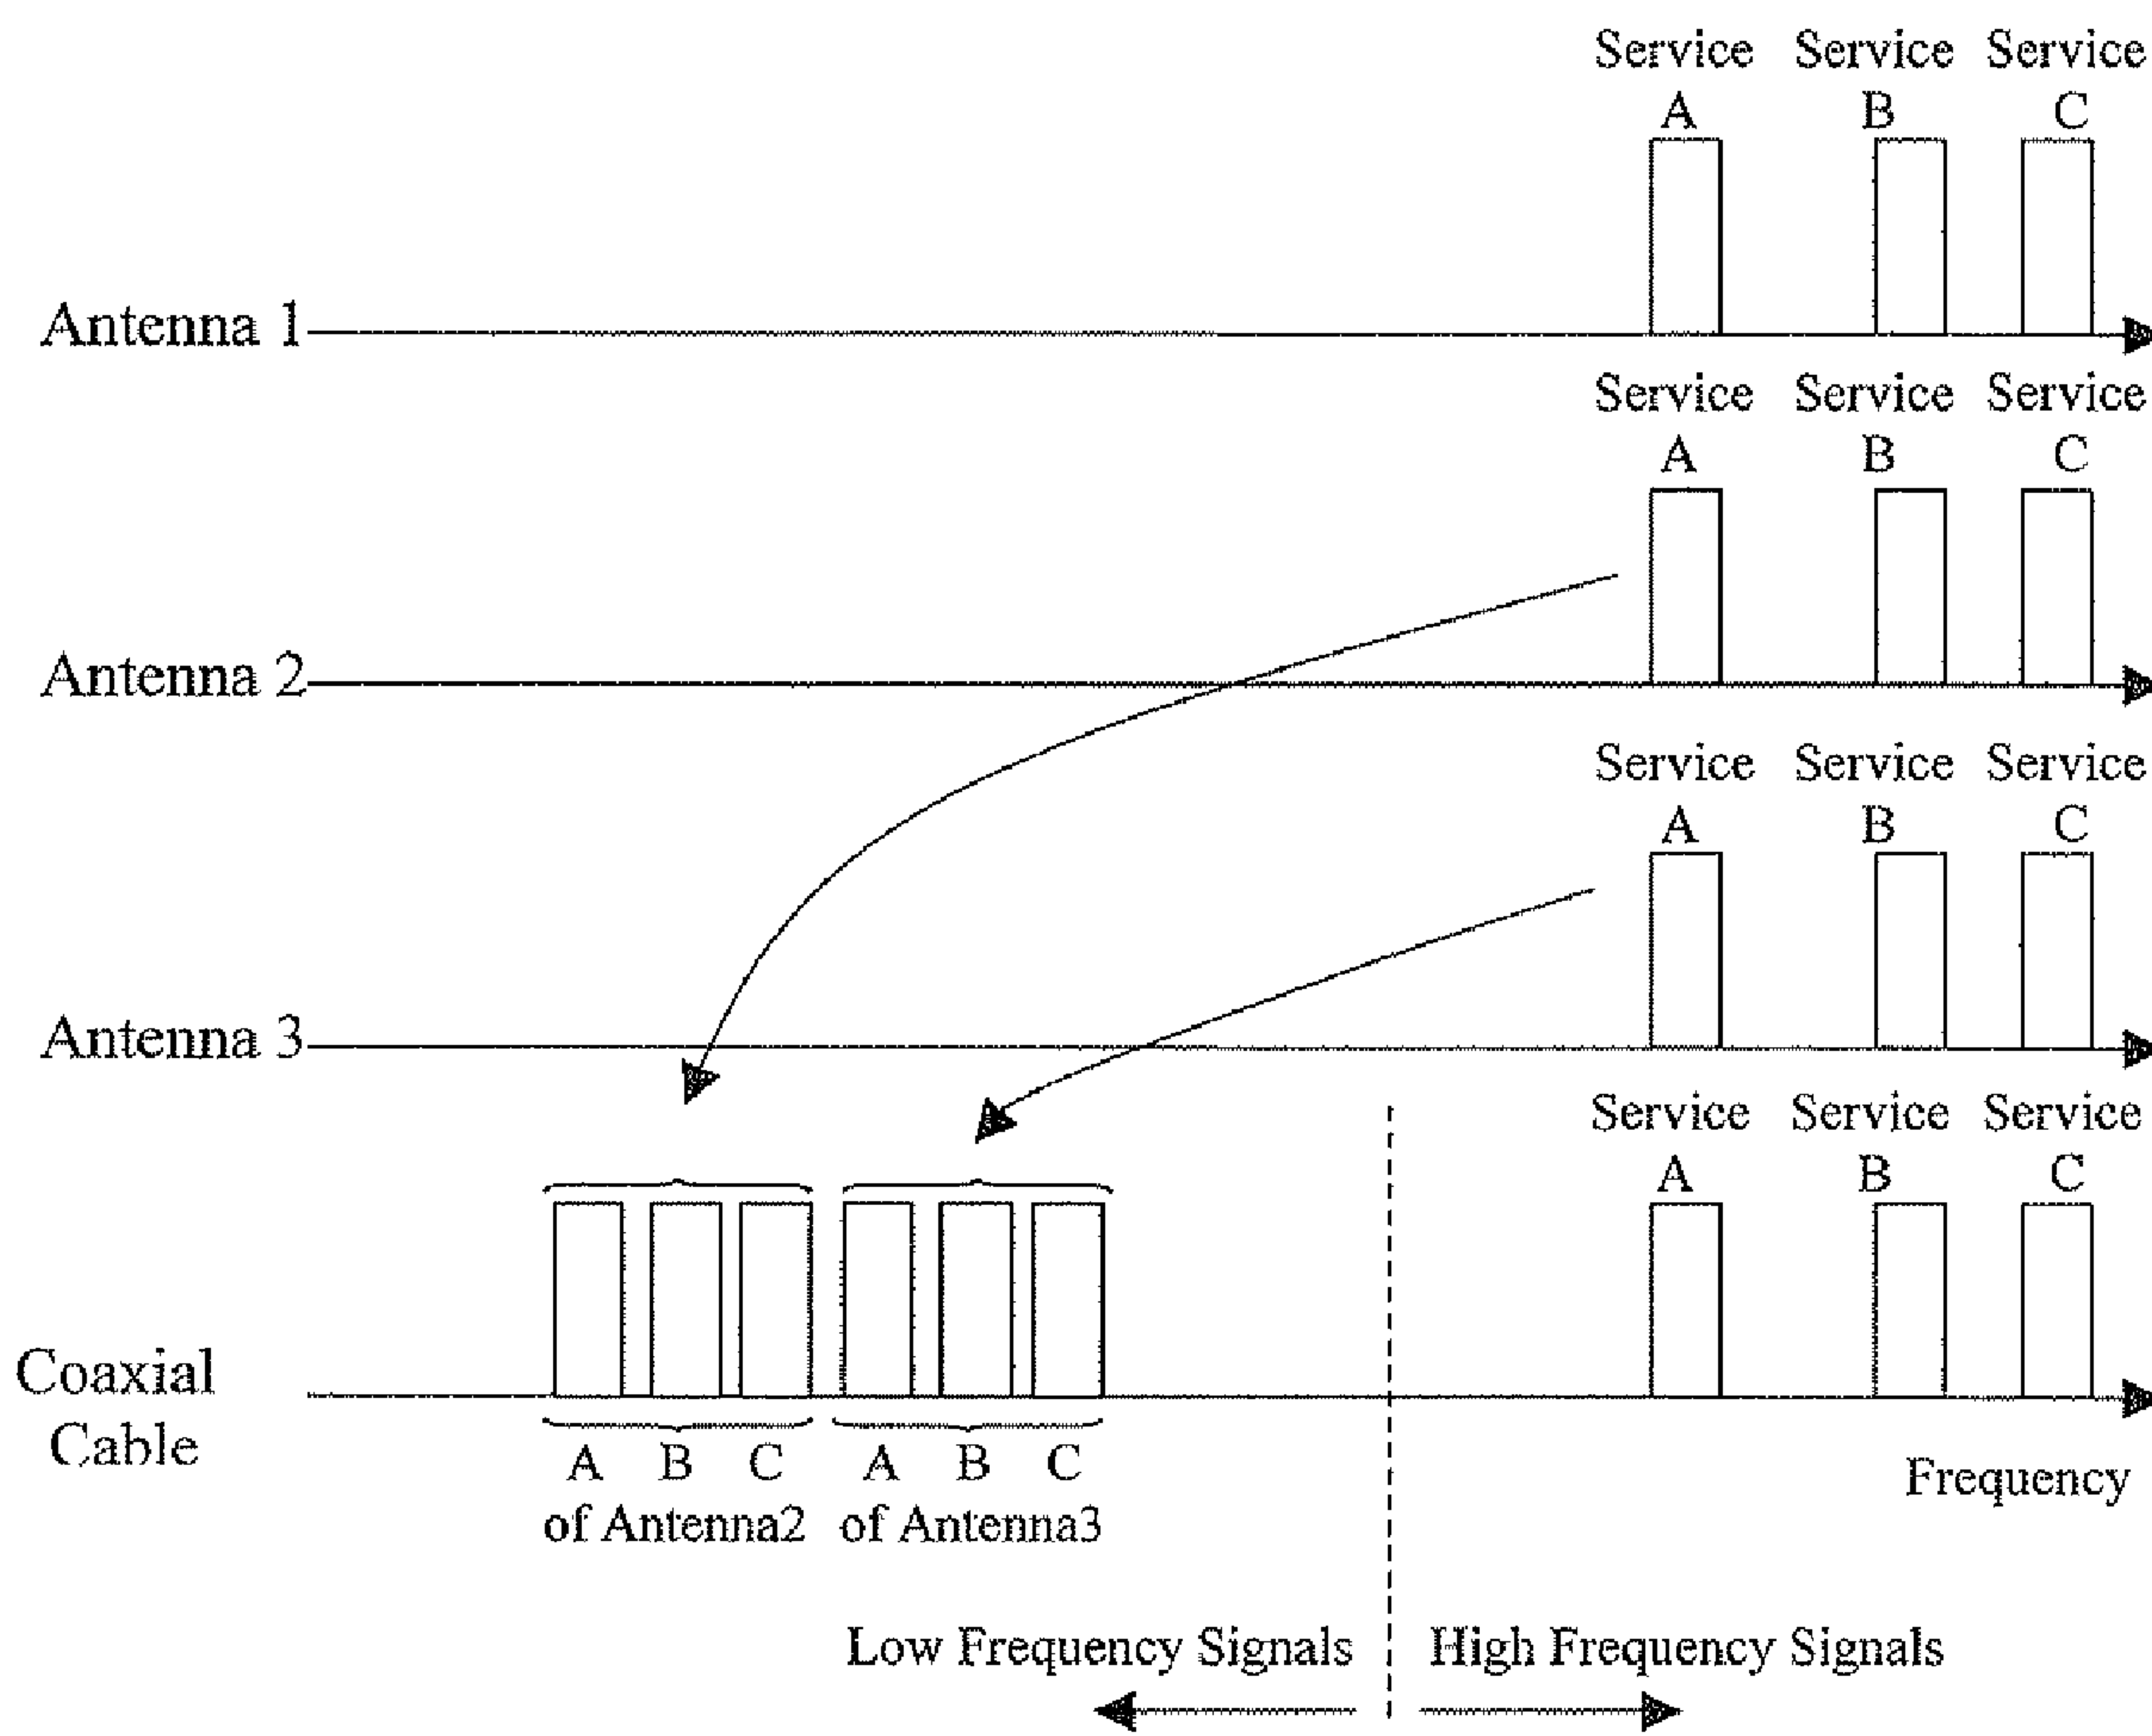 Service Service Service
A B C
Antenna 1
Service Service Service
A B C
Antenna 2
Service Service Service
A B C
Antenna 3
Service Service Service
A B C
Coaxial
Cable
A B C A B C
Frequency
of Antenna2 of Antenna3
Low Frequency Signals High Frequency Signals